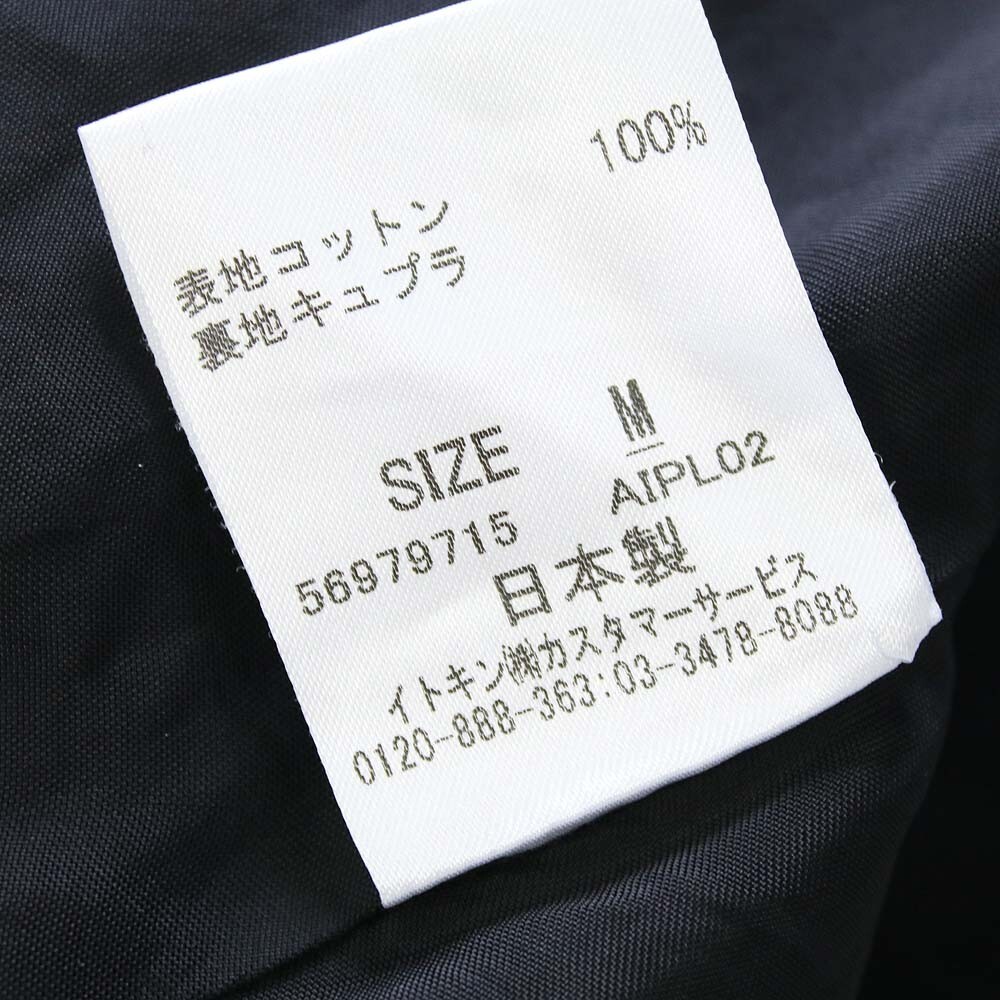 表地コットン 100%
裏地キュプラ
SIZE M
56979715 AIPL02
日本製
イトキン㈱カスタマーサービス
0120-888-363:03-3478-8088